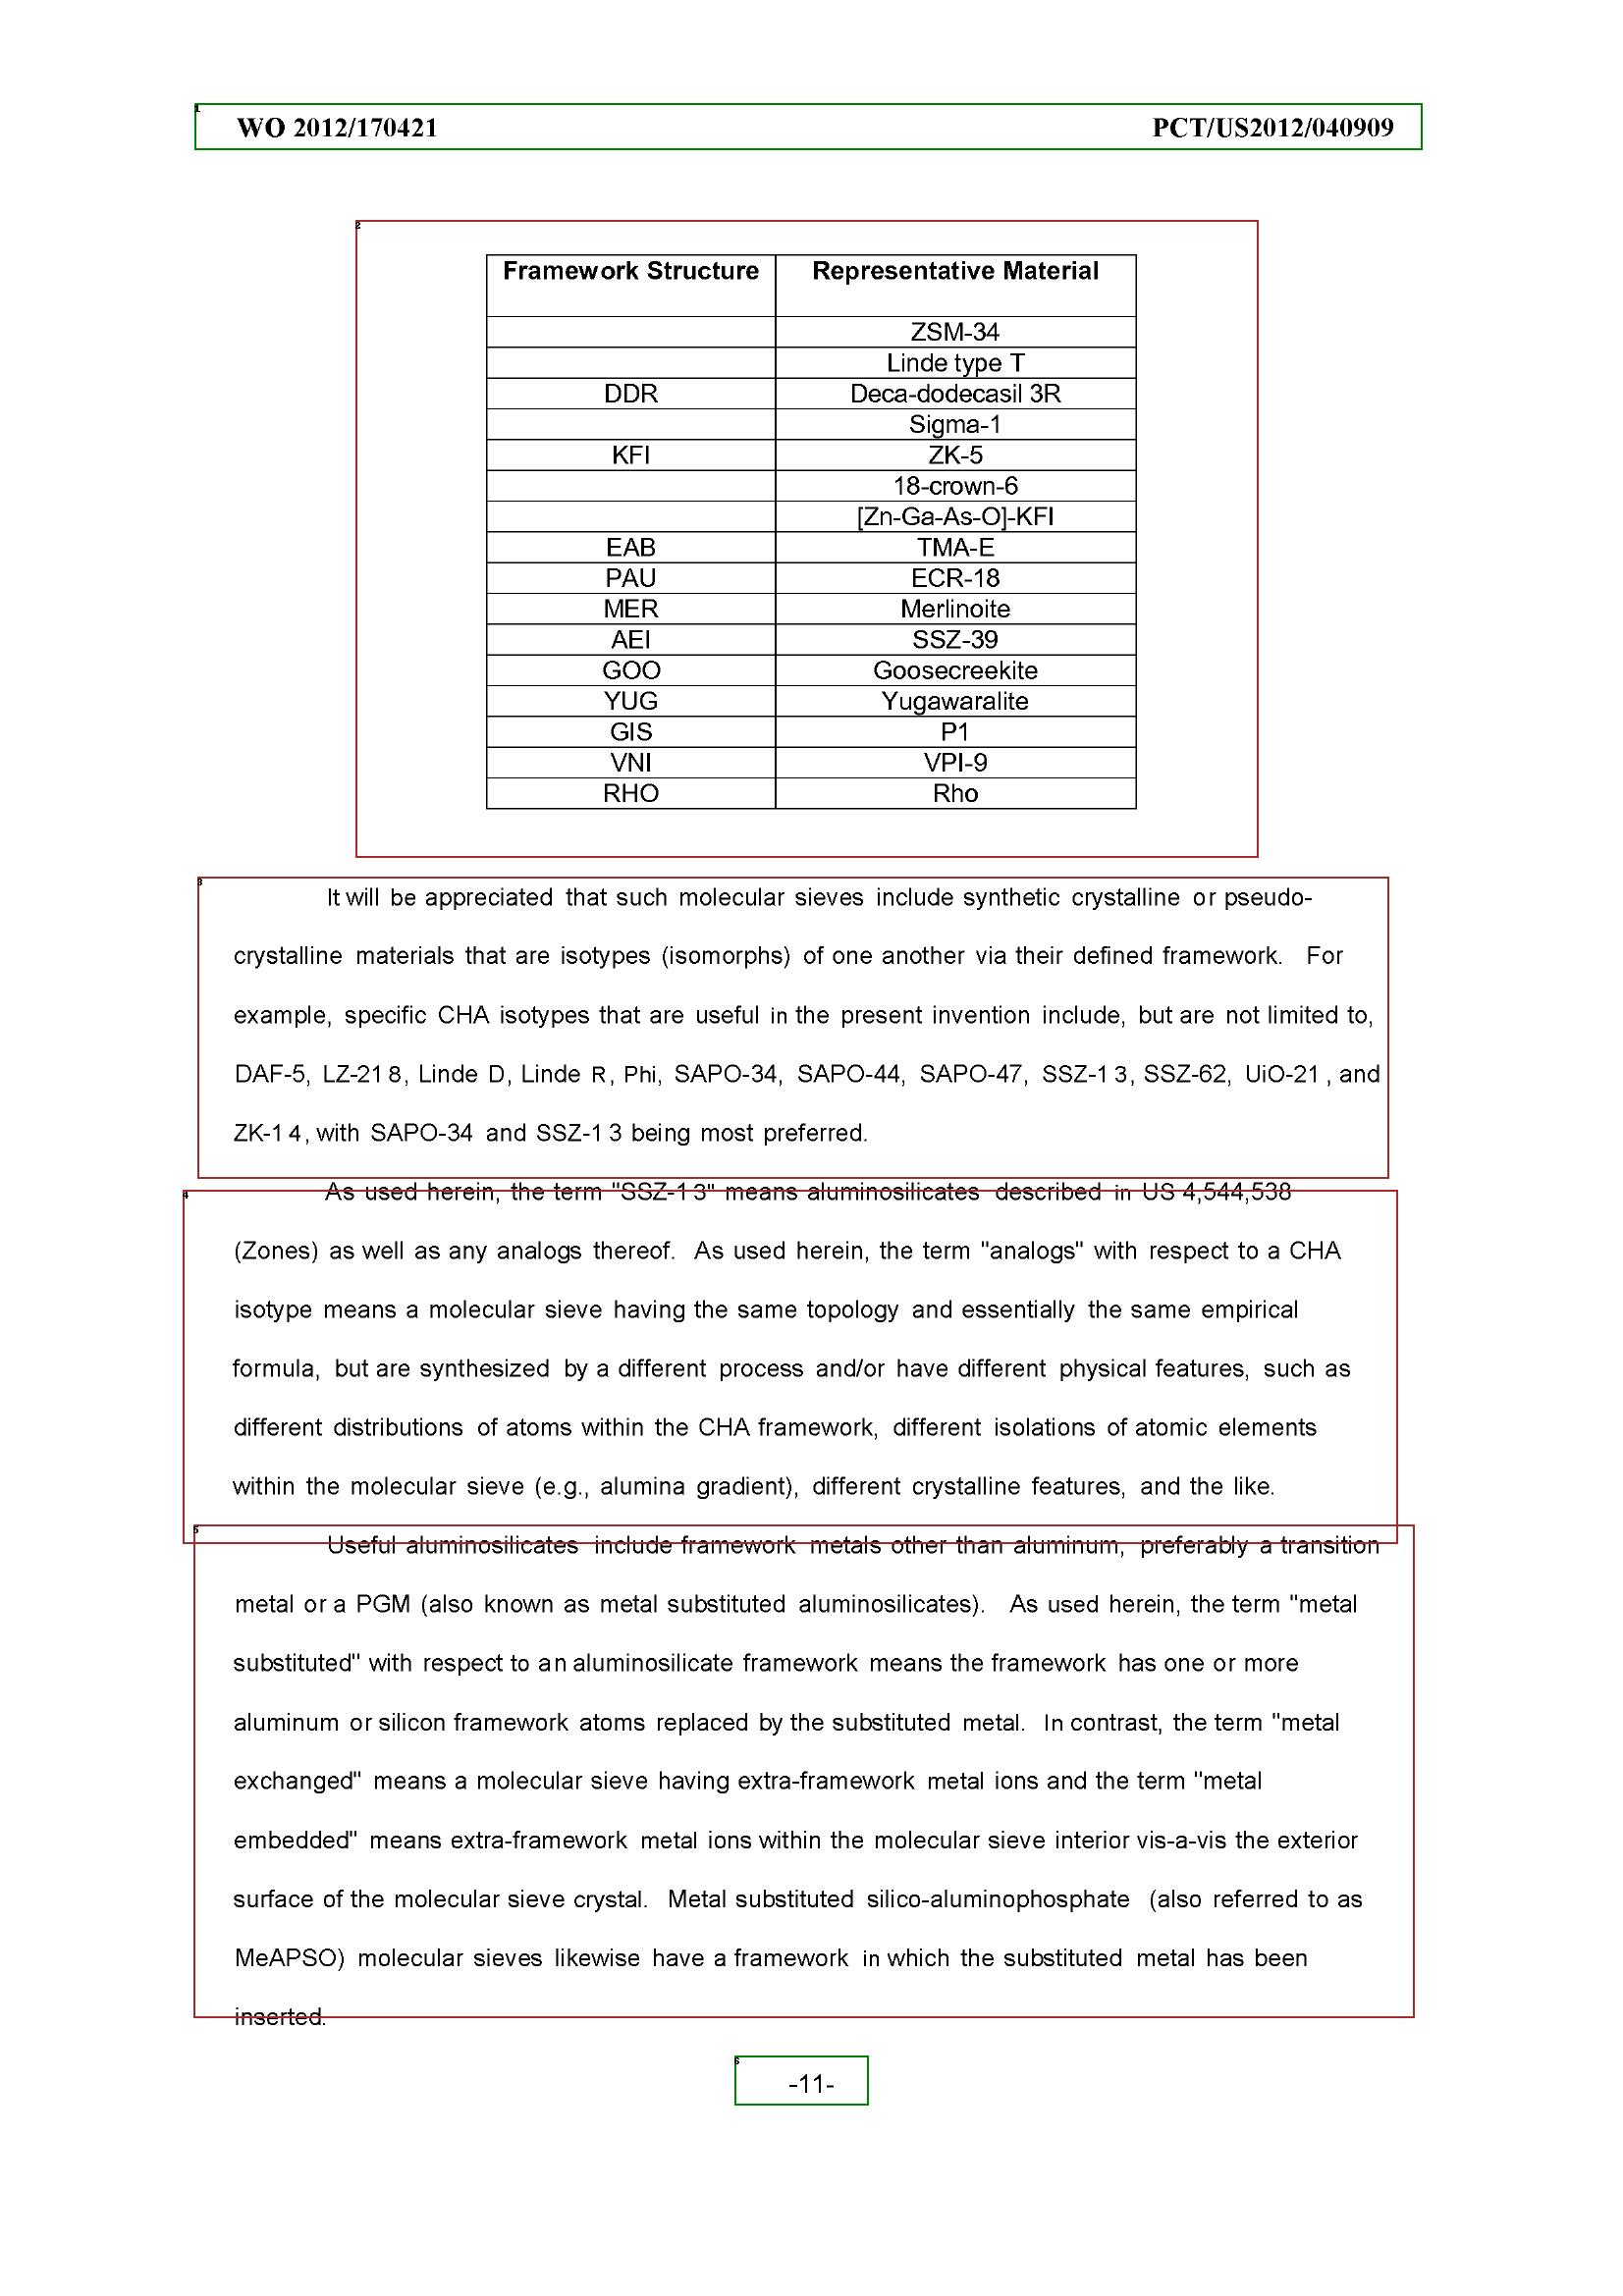 WO 2012/170421 PCT/US2012/040909
Framework Structure Representative Material
ZSM-34
Linde type T
DDR Deca-dodecasil 3R
Sigma-1
KFI ZK-5
18-crown-6
[Zn-Ga-As-O]-KFI
EAB TMA-E
PAU ECR-18
MER Merlinoite
AEI SSZ-39
GOO Goosecreekite
YUG Yugawaralite
GIS P1
VNI VPI-9
RHO Rho
It will be appreciated that such molecular sieves include synthetic crystalline or pseudo-
crystalline materials that are isotypes (isomorphs) of one another via their defined framework. For
example, specific CHA isotypes that are useful in the present invention include, but are not limited to,
DAF-5, LZ-21 8, Linde D, Linde R, Phi, SAPO-34, SAPO-44, SAPO-47, SSZ-1 3, SSZ-62, UiO-21 , and
ZK-1 4, with SAPO-34 and SSZ-1 3 being most preferred.
As used herein, the term "SSZ-1 3" means aluminosilicates described in US 4,544,538
(Zones) as well as any analogs thereof. As used herein, the term "analogs" with respect to a CHA
isotype means a molecular sieve having the same topology and essentially the same empirical
formula, but are synthesized by a different process and/or have different physical features, such as
different distributions of atoms within the CHA framework, different isolations of atomic elements
within the molecular sieve (e.g., alumina gradient), different crystalline features, and the like.
Useful aluminosilicates include framework metals other than aluminum, preferably a transition
metal or a PGM (also known as metal substituted aluminosilicates). As used herein, the term "metal
substituted" with respect to an aluminosilicate framework means the framework has one or more
aluminum or silicon framework atoms replaced by the substituted metal. In contrast, the term "metal
exchanged" means a molecular sieve having extra-framework metal ions and the term "metal
embedded" means extra-framework metal ions within the molecular sieve interior vis-a-vis the exterior
surface of the molecular sieve crystal. Metal substituted silico-aluminophosphate (also referred to as
MeAPSO) molecular sieves likewise have a framework in which the substituted metal has been
inserted.
-11-